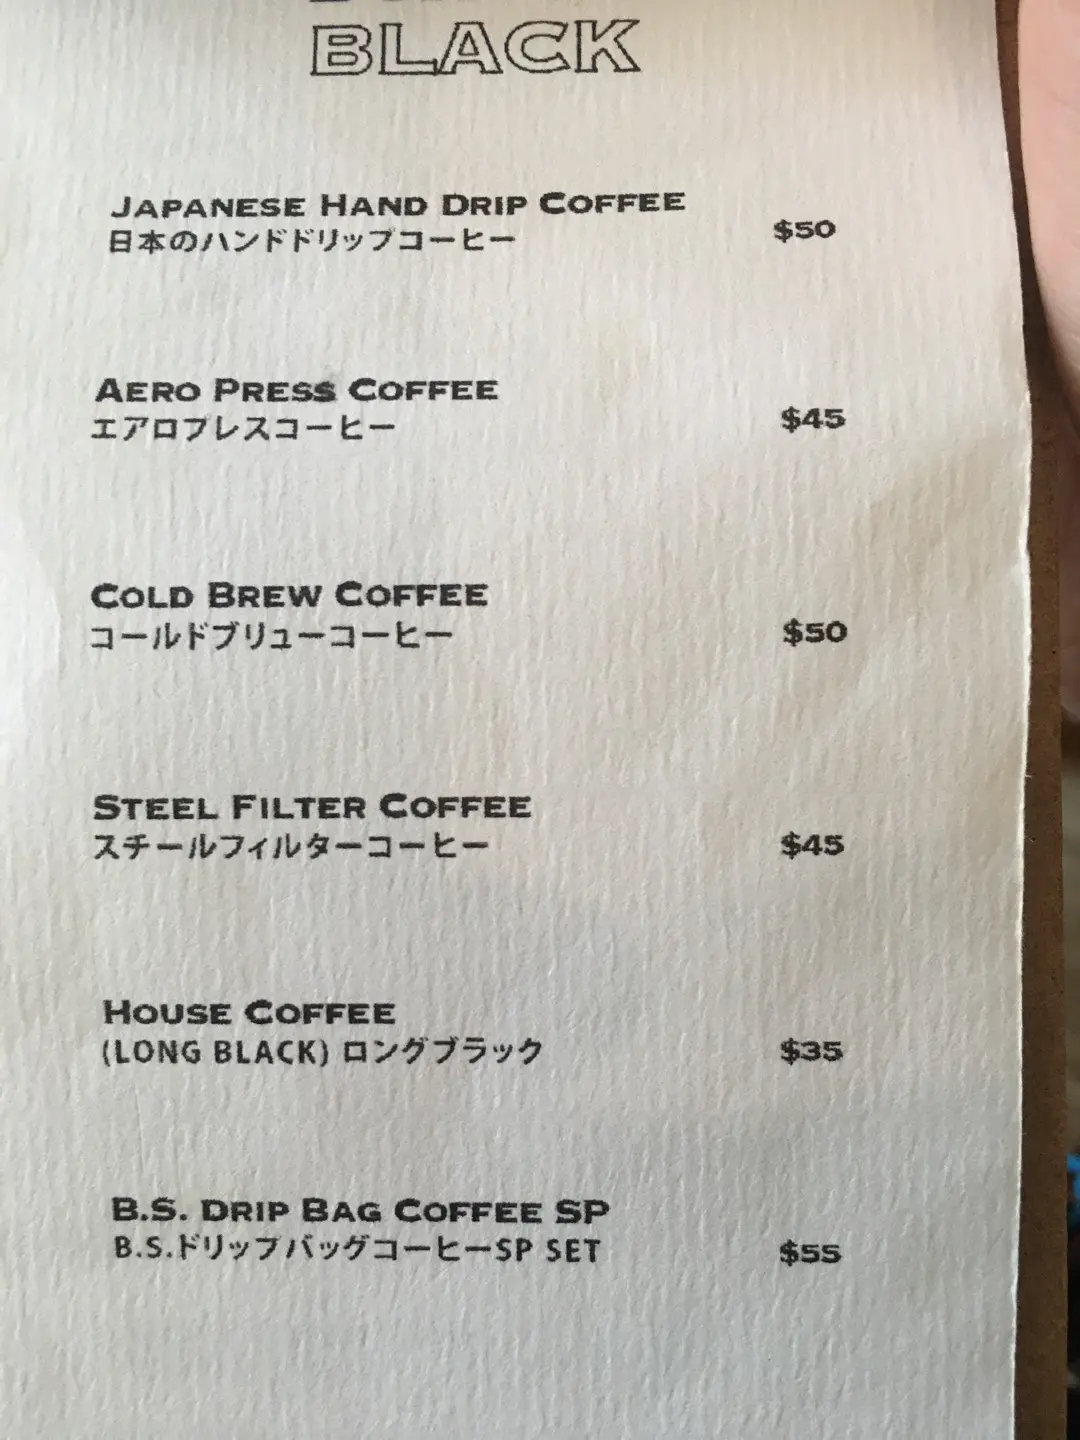 BLACK
JAPANESE HAND DRIP COFFEE
日本のハンドドリップコーヒー
$50
AERO PRESS COFFEE
エアロプレスコーヒー
$45
COLD BREW COFFEE
コールドブリューコーヒー
$50
STEEL FILTER COFFEE
スチールフィルターコーヒー
$45
HOUSE COFFEE
(LONG BLACK) ロングブラック
$35
B.S. DRIP BAG COFFEE SP
B.S.ドリップバッグコーヒーSP SET
$55